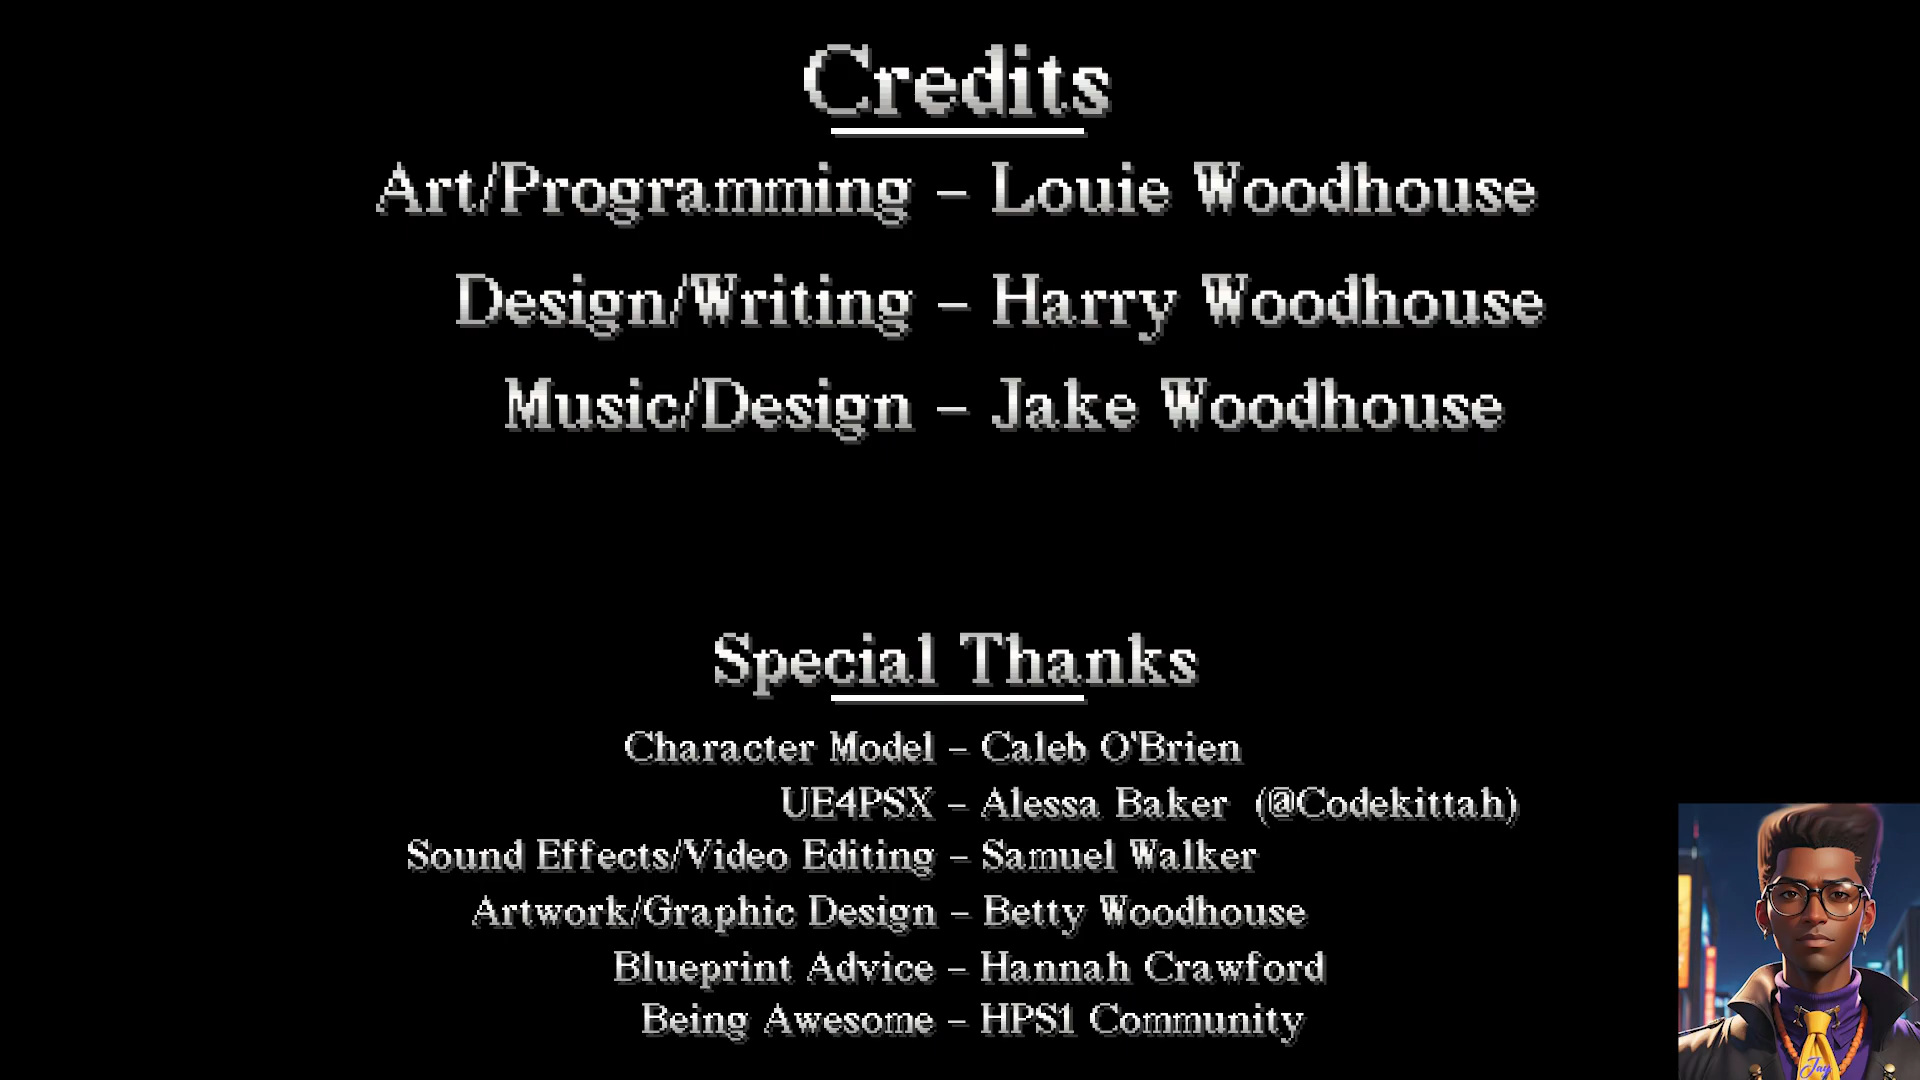 Credits
Art/Programming - Louie Woodhouse
Design/Writing - Harry Woodhouse
Music/Design - Jake Woodhouse
Special Thanks
Character Model - Caleb O'Brien
UE4PSX - Alessa Baker (@Codekittah)
Sound Effects/Video Editing - Samuel Walker
Artwork/Graphic Design - Betty Woodhouse
Blueprint Advice - Hannah Crawford
Being Awesome - HPS1 Community
Jay